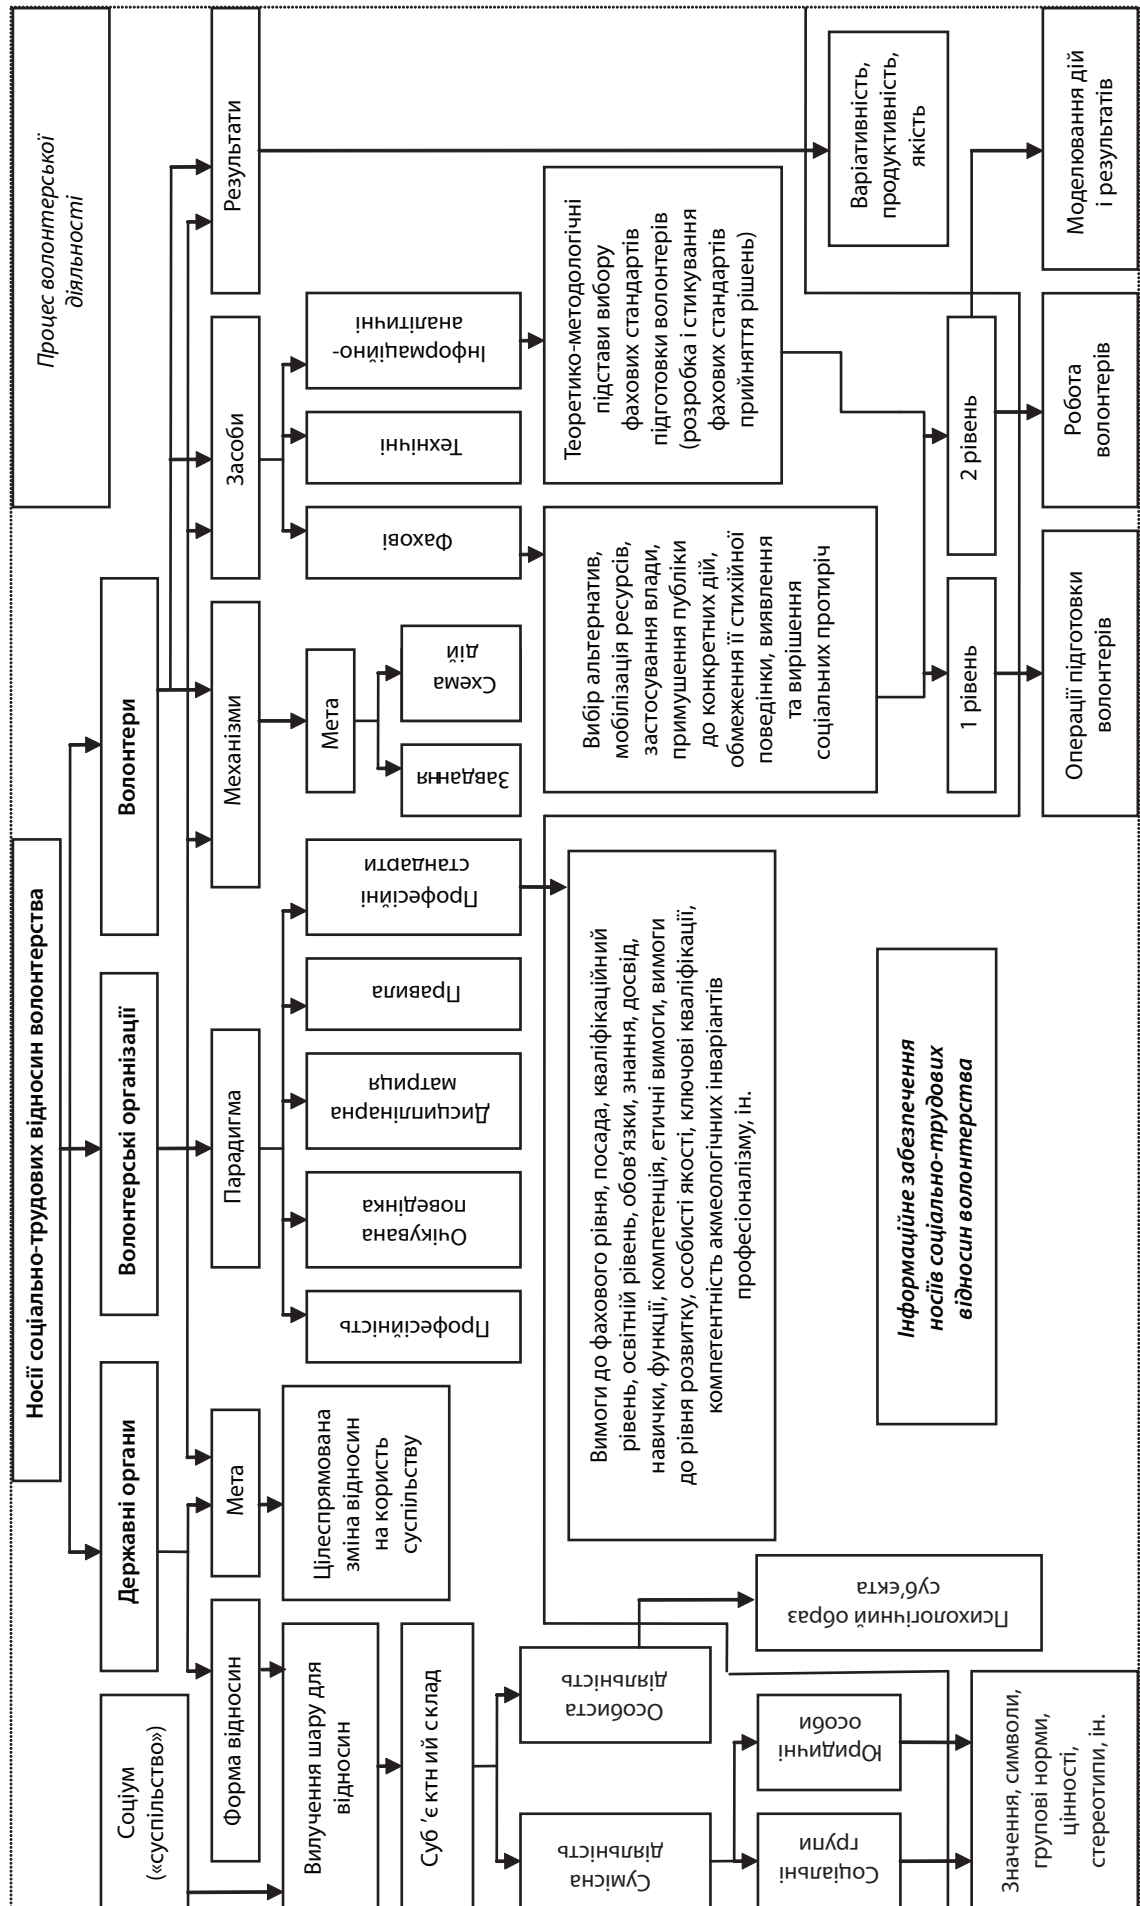 Носії соціально-трудових відносин волонтерства
Процес волонтерської
діяльності
Соціум
(«суспільство»)
Державні органи
Волонтерські організації
Волонтери
Форма відносин
Мета
Парадигма
Механізми
Засоби
Результати
Вилучення шару для
відносин
Цілеспрямована
зміна відносин
на користь
суспільству
Професійність
Очікувана
поведінка
Дисциплінарна
матриця
Правила
Професійні
стандарти
Мета
Фахові
Технічні
Інформаційно-
аналітичні
Суб ’є ктн ий с клад
Завдання
Схема
дій
Сумісна
діяльність
Особиста
діяльність
Вимоги до фахового рівня, посада, кваліфікаційний
рівень, освітній рівень, обов’язки, знання, досвід,
навички, функції, компетенція, етичні вимоги, вимоги
до рівня розвитку, особисті якості, ключові кваліфікації,
компетентність акмеологічних інваріантів
професіоналізму, ін.
Вибір альтернатив,
мобілізація ресурсів,
застосування влади,
примушення публіки
до конкретних дій,
обмеження її стихійної
поведінки, виявлення
та вирішення
соціальних протиріч
Теоретико-методологічні
підстави вибору
фахових стандартів
підготовки волонтерів
(розробка і стикування
фахових стандартів
прийняття рішень)
Варіативність,
продуктивність,
якість
Соціальні
групи
Юридичні
особи
Психологічний образ
суб’єкта
Інформаційне забезпечення
носіїв соціально-трудових
відносин волонтерства
1 рівень
2 рівень
Значення, символи,
групові норми,
цінності,
стереотипи, ін.
Операції підготовки
волонтерів
Робота
волонтерів
Моделювання дій
і результатів